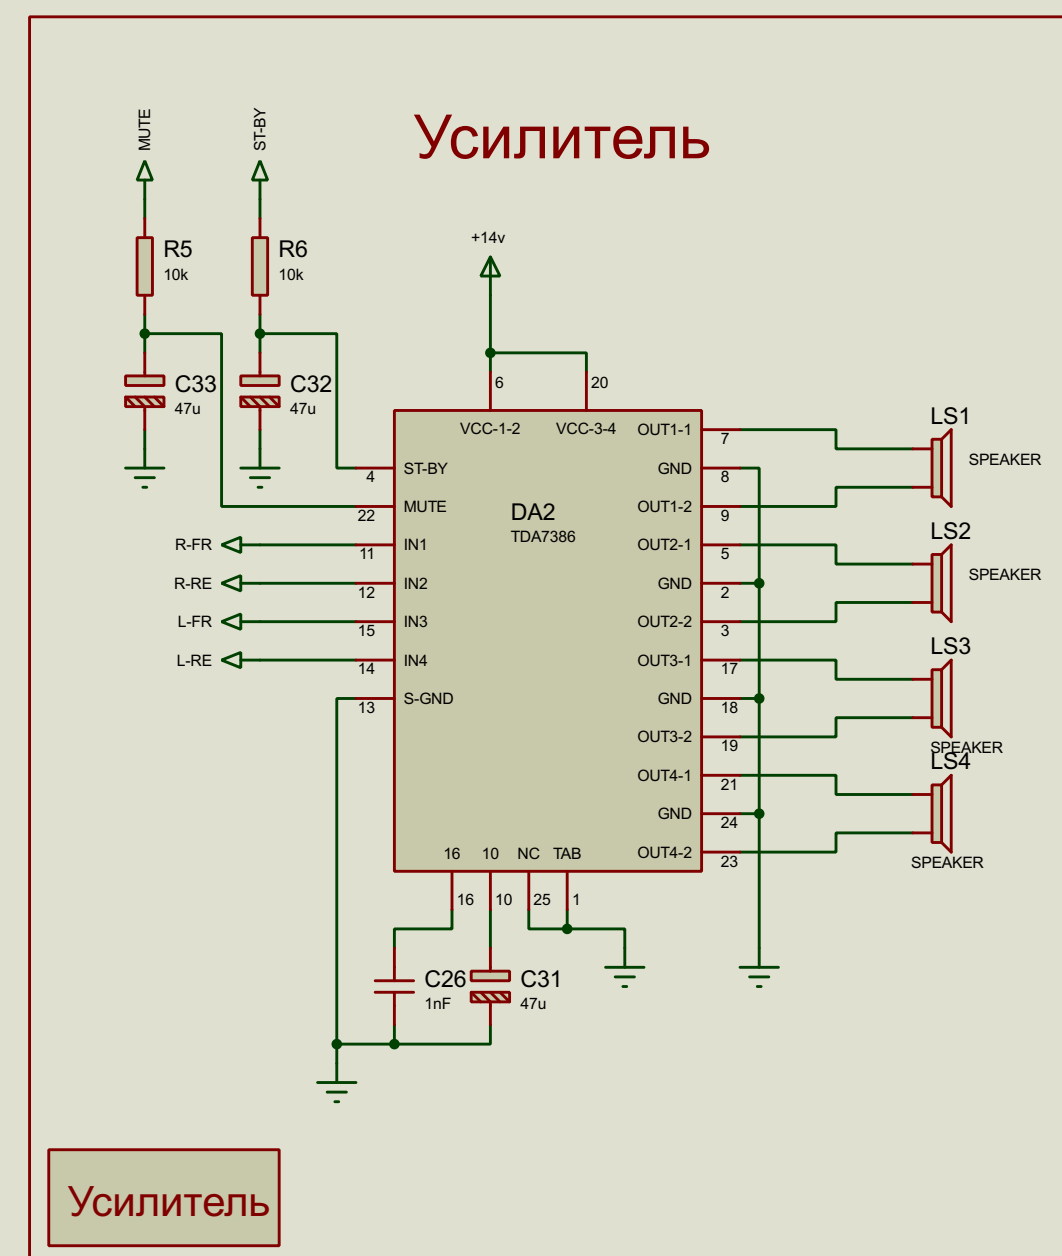 Усилитель
MUTE
ST-BY
R5
10k
R6
10k
+14v
C33
47u
C32
47u
6
20
VCC-1-2
VCC-3-4
DA2
TDA7386
4
ST-BY
22
MUTE
R-FR
11
IN1
R-RE
12
IN2
L-FR
15
IN3
L-RE
14
IN4
13
S-GND
OUT1-1
7
GND
8
OUT1-2
9
OUT2-1
5
GND
2
OUT2-2
3
OUT3-1
17
GND
18
OUT3-2
19
OUT4-1
21
GND
24
OUT4-2
23
LS1
SPEAKER
LS2
SPEAKER
LS3
SPEAKER
LS4
SPEAKER
16
10
NC
TAB
16
10
25
1
C26
1nF
C31
47u
Усилитель